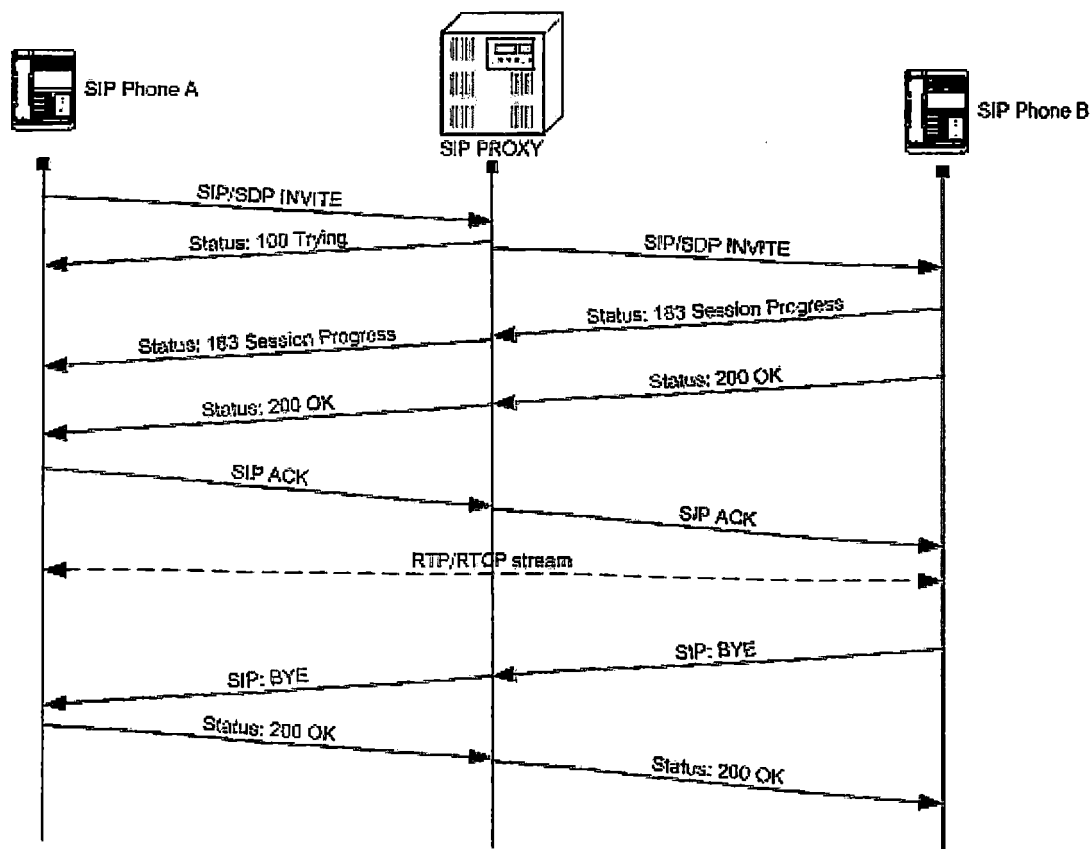 SIP Phone A
SIP PROXY
SIP Phone B
SIP/SDP INVITE
Status: 100 Trying
SIP/SDP INVITE
Status: 183 Session Progress
Status: 183 Session Progress
Status: 200 OK
Status: 200 OK
SIP ACK
SIP ACK
RTP/RTCP stream
SIP: BYE
SIP: BYE
Status: 200 OK
Status: 200 OK